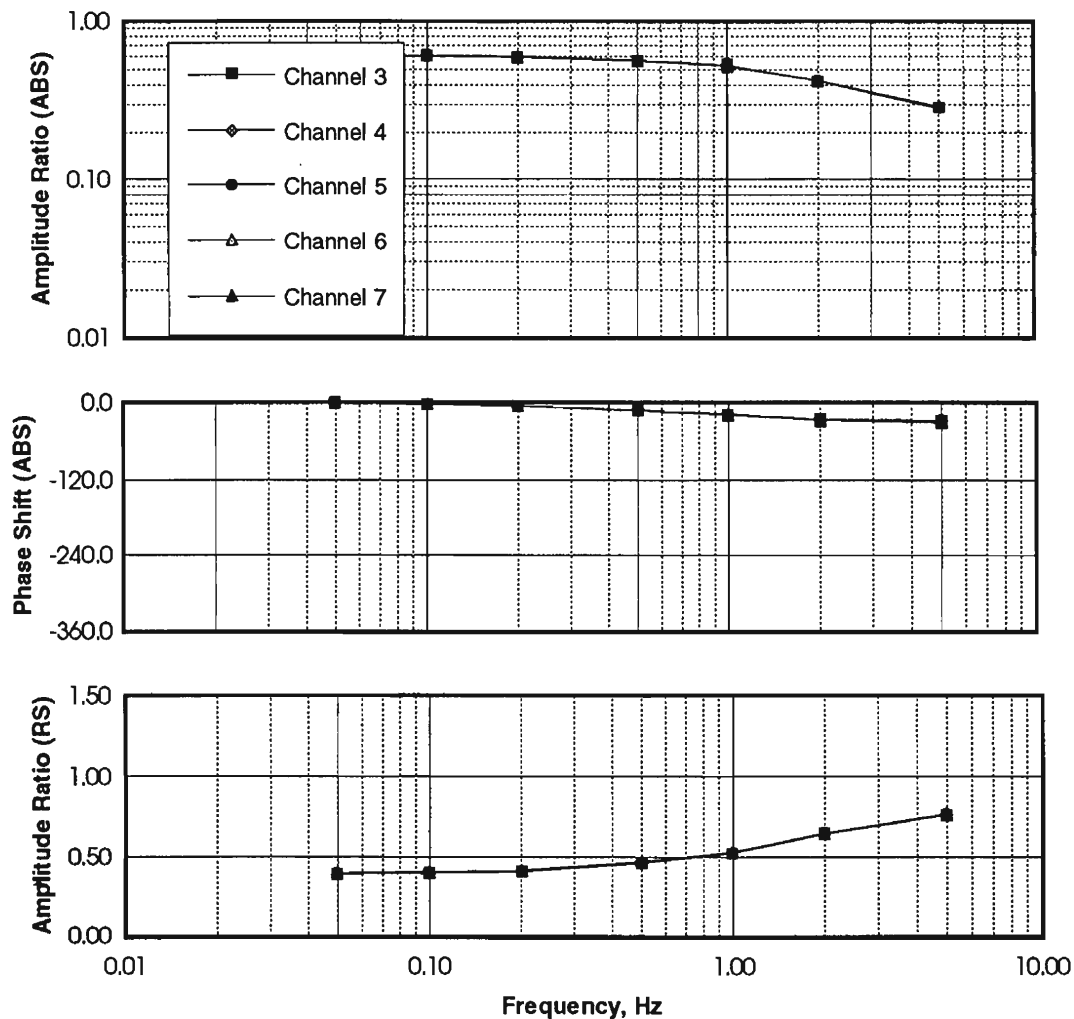 Amplitude Ratio (ABS)
1.00
0.10
0.01
Channel 3
Channel 4
Channel 5
Channel 6
Channel 7
Phase Shift (ABS)
0.0
-120.0
-240.0
-360.0
Amplitude Ratio (RS)
1.50
1.00
0.50
0.00
0.01
0.10
1.00
10.00
Frequency, Hz